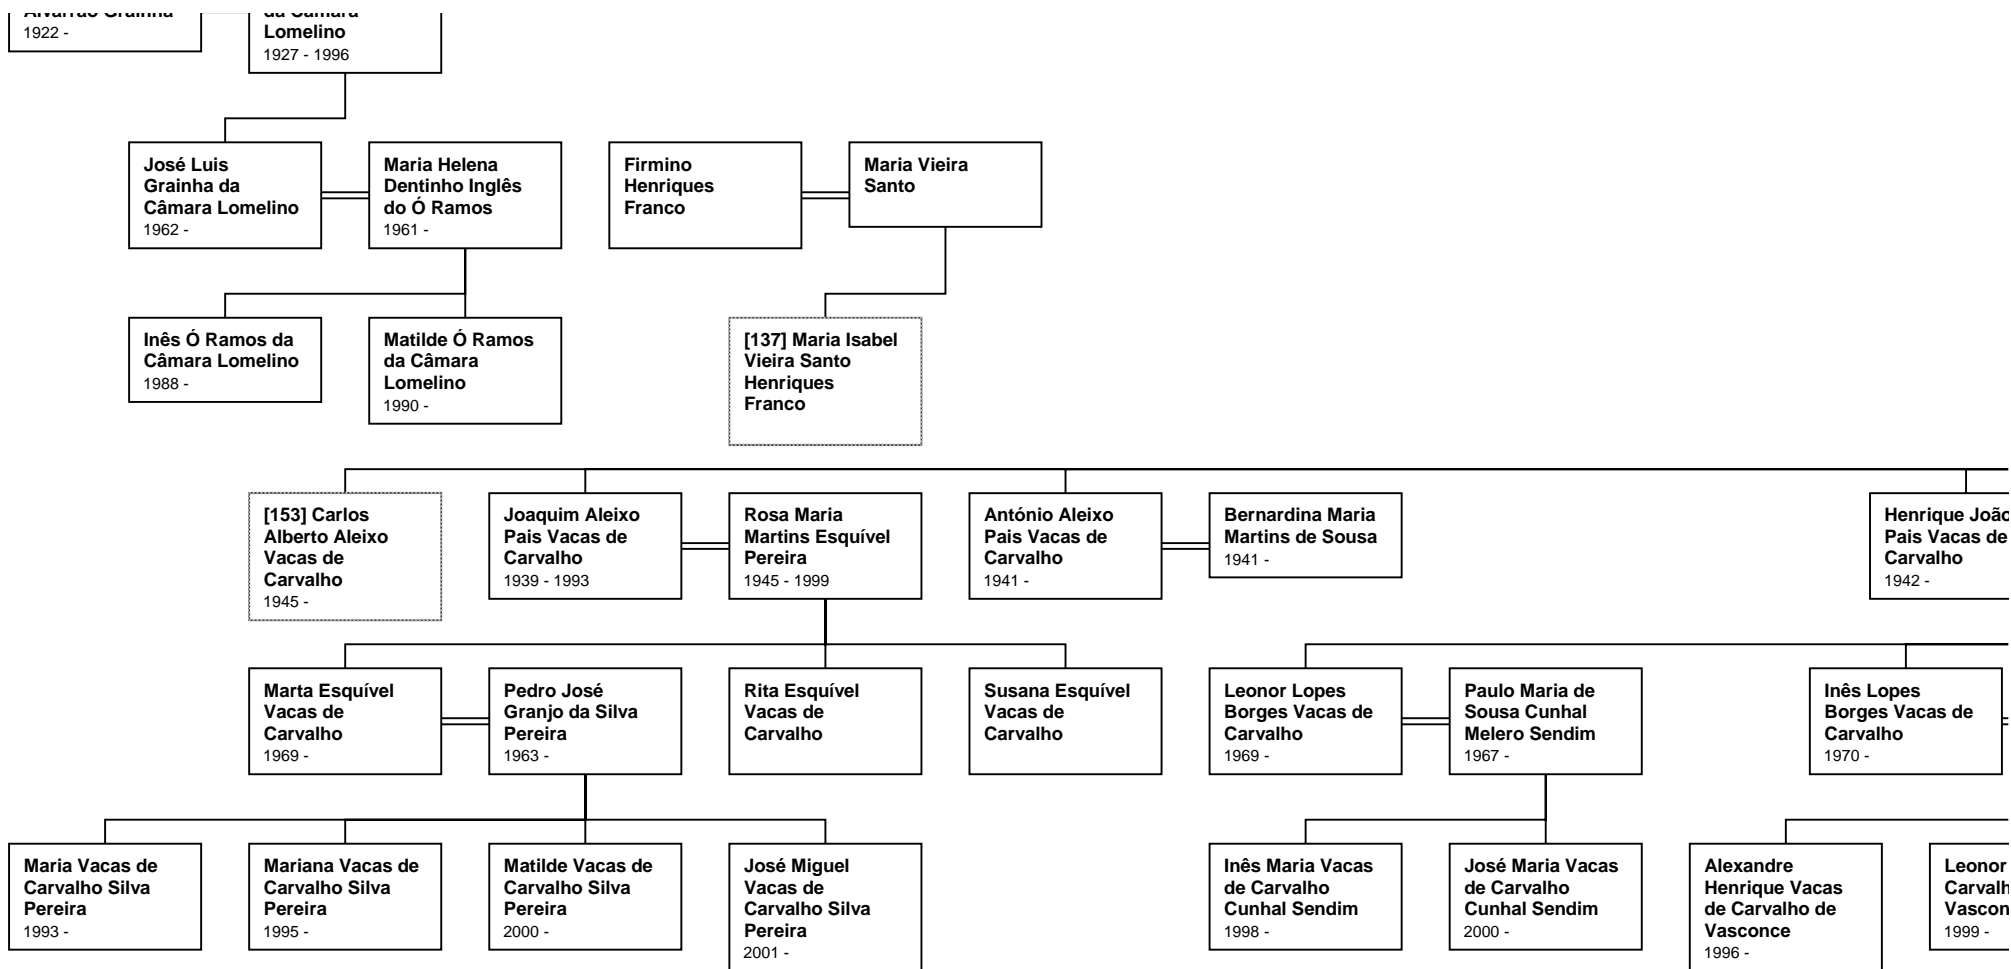 1922 -
Lomelino
1927 - 1996
José Luis
Grainha da
Câmara Lomelino
1962 -
Maria Helena
Dentinho Inglês
do Ó Ramos
1961 -
Firmino
Henriques
Franco
Maria Vieira
Santo
Inês Ó Ramos da
Câmara Lomelino
1988 -
Matilde Ó Ramos
da Câmara
Lomelino
1990 -
[137] Maria Isabel
Vieira Santo
Henriques
Franco
[153] Carlos
Alberto Aleixo
Vacas de
Carvalho
1945 -
Joaquim Aleixo
Pais Vacas de
Carvalho
1939 - 1993
Rosa Maria
Martins Esquível
Pereira
1945 - 1999
António Aleixo
Pais Vacas de
Carvalho
1941 -
Bernardina Maria
Martins de Sousa
1941 -
Henrique João
Pais Vacas de
Carvalho
1942 -
Marta Esquível
Vacas de
Carvalho
1969 -
Pedro José
Granjo da Silva
Pereira
1963 -
Rita Esquível
Vacas de
Carvalho
Susana Esquível
Vacas de
Carvalho
Leonor Lopes
Borges Vacas de
Carvalho
1969 -
Paulo Maria de
Sousa Cunhal
Melero Sendim
1967 -
Inês Lopes
Borges Vacas de
Carvalho
1970 -
Maria Vacas de
Carvalho Silva
Pereira
1993 -
Mariana Vacas de
Carvalho Silva
Pereira
1995 -
Matilde Vacas de
Carvalho Silva
Pereira
2000 -
José Miguel
Vacas de
Carvalho Silva
Pereira
2001 -
Inês Maria Vacas
de Carvalho
Cunhal Sendim
1998 -
José Maria Vacas
de Carvalho
Cunhal Sendim
2000 -
Alexandre
Henrique Vacas
de Carvalho de
Vasconce
1996 -
Leonor
Carvalh
Vascon
1999 -